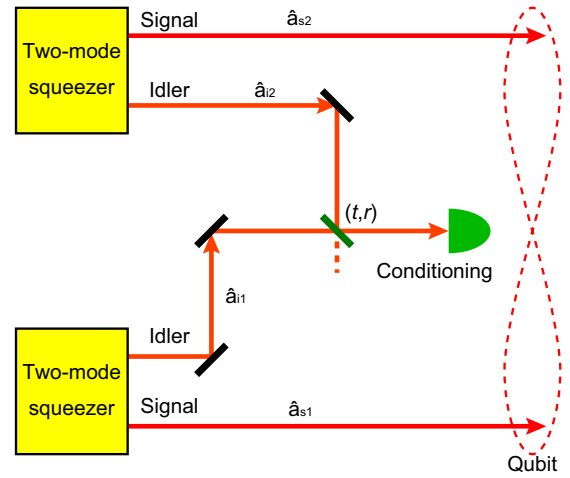 Signal
âs2
Two-mode
squeezer
Idler
âi2
(t,r)
Conditioning
âi1
Idler
Two-mode
squeezer
Signal
âs1
Qubit